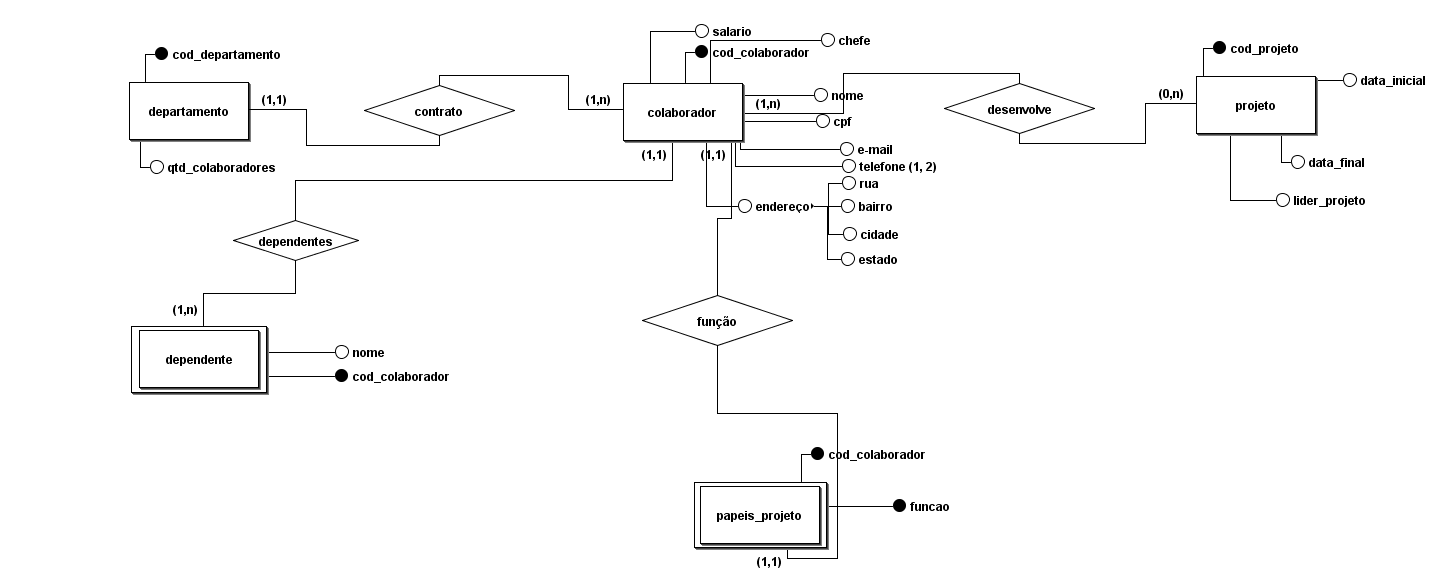 salario
chefe
cod_colaborador
cod_departamento
cod_projeto
data_inicial
departamento
(1,1)
contrato
(1,n)
colaborador
nome
(1,n)
cpf
desenvolve
(0,n)
projeto
e-mail
(1,1)
(1,1)
telefone (1, 2)
data_final
qtd_colaboradores
rua
endereço
bairro
lider_projeto
cidade
estado
dependentes
(1,n)
função
dependente
nome
cod_colaborador
cod_colaborador
papeis_projeto
funcao
(1,1)